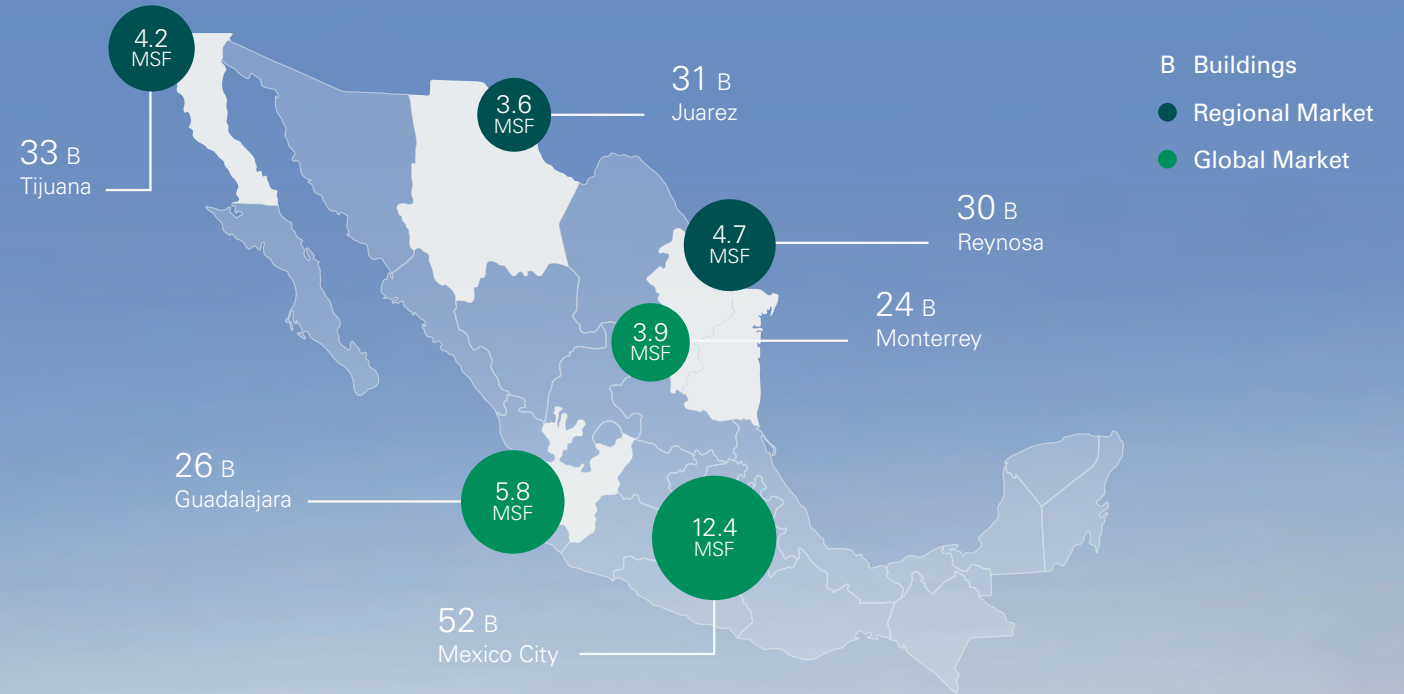 4.2
MSF
33 B
Tijuana
3.6
MSF
31 B
Juarez
B Buildings
Regional Market
Global Market
4.7
MSF
30 B
Reynosa
3.9
MSF
24 B
Monterrey
26 B
Guadalajara
5.8
MSF
12.4
MSF
52 B
Mexico City